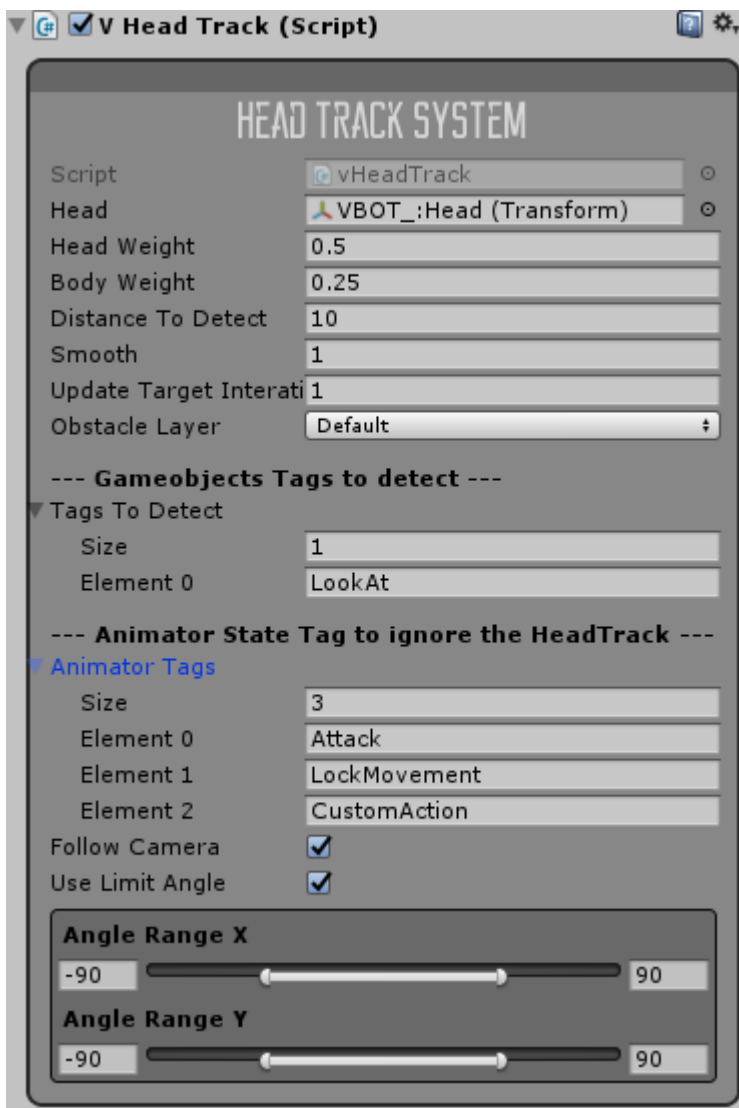 V Head Track (Script)
HEAD TRACK SYSTEM
Script vHeadTrack
Head VBOT_:Head (Transform)
Head Weight 0.5
Body Weight 0.25
Distance To Detect 10
Smooth 1
Update Target Interati 1
Obstacle Layer Default
--- Gameobjects Tags to detect ---
Tags To Detect
Size 1
Element 0 LookAt
--- Animator State Tag to ignore the HeadTrack ---
Animator Tags
Size 3
Element 0 Attack
Element 1 LockMovement
Element 2 CustomAction
Follow Camera
Use Limit Angle
Angle Range X
-90 90
Angle Range Y
-90 90